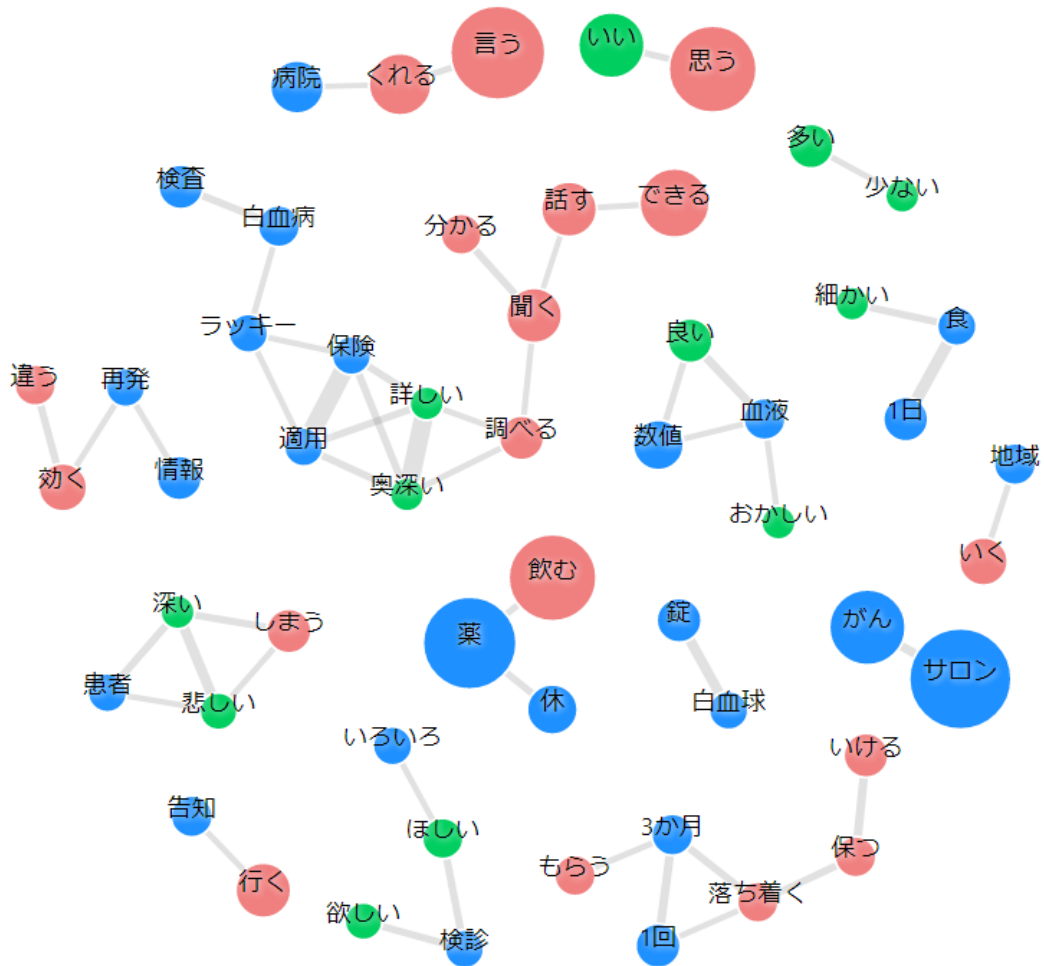 言う
いい
思う
くれる
病院
多い
少ない
検査
白血病
話す
できる
分かる
聞く
細かい
食
ラッキー
保険
良い
違う
再発
詳しい
1日
血液
適用
調べる
数値
地域
効く
情報
奥深い
おかしい
いく
飲む
深い
しまう
薬
錠
がん
サロン
患者
悲しい
休
白血球
いろいろ
いける
告知
ほしい
3か月
保つ
もらう
行く
落ち着く
欲しい
検診
1回